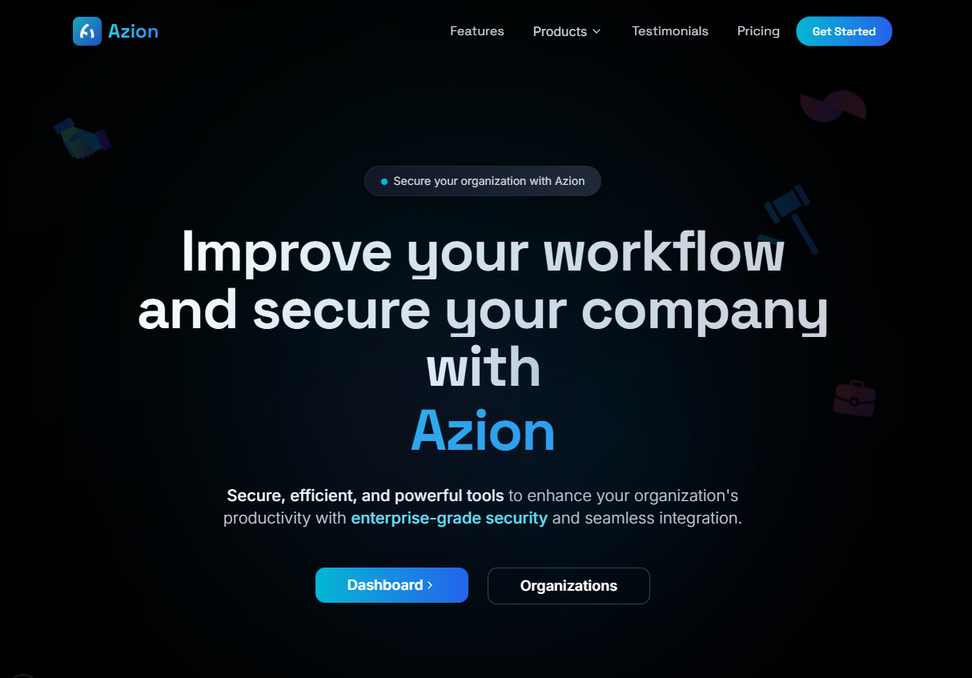 Azion
Features
Products
Testimonials
Pricing
Get Started
Secure your organization with Azion
Improve your workflow
and secure your company
with
Azion
Secure, efficient, and powerful tools to enhance your organization's
productivity with enterprise-grade security and seamless integration.
Dashboard
Organizations